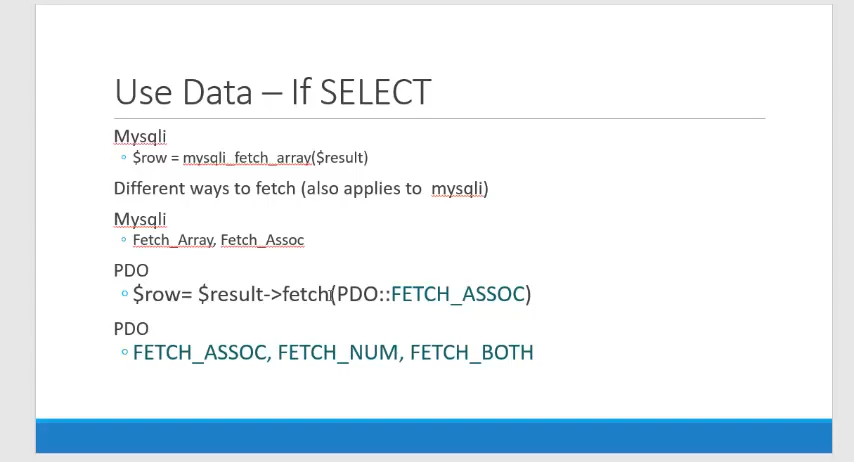 Use Data – If SELECT
Mysqli
$row = mysqli_fetch_array($result)
Different ways to fetch (also applies to mysqli)
Mysqli
Fetch_Array, Fetch_Assoc
PDO
$row= $result->fetch(PDO::FETCH_ASSOC)
PDO
FETCH_ASSOC, FETCH_NUM, FETCH_BOTH